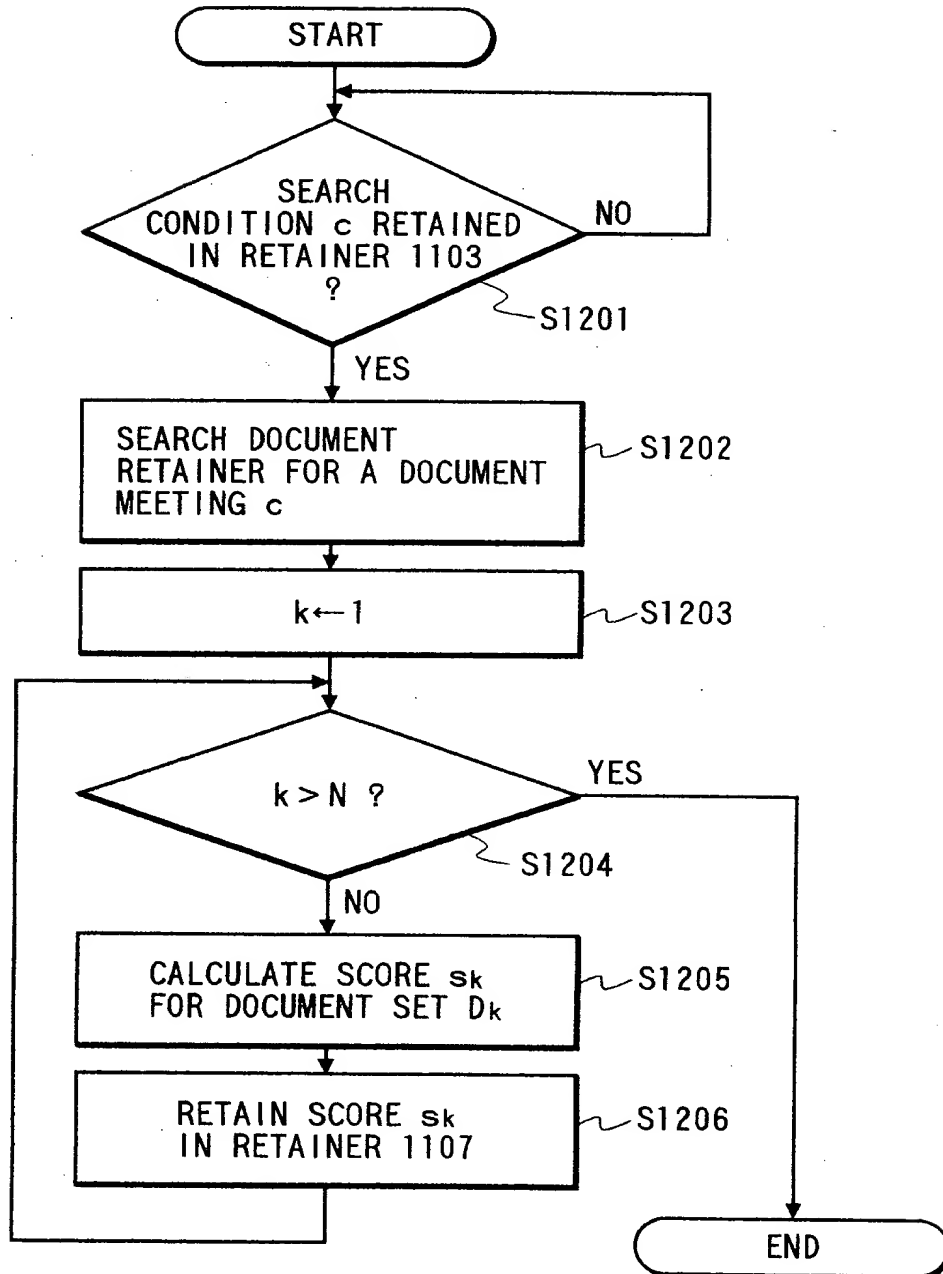 START
SEARCH
CONDITION c RETAINED
IN RETAINER 1103
?
NO
S1201
YES
SEARCH DOCUMENT
RETAINER FOR A DOCUMENT
MEETING c
S1202
k←1
S1203
k > N ?
YES
S1204
NO
CALCULATE SCORE sk
FOR DOCUMENT SET Dk
S1205
RETAIN SCORE sk
IN RETAINER 1107
S1206
END